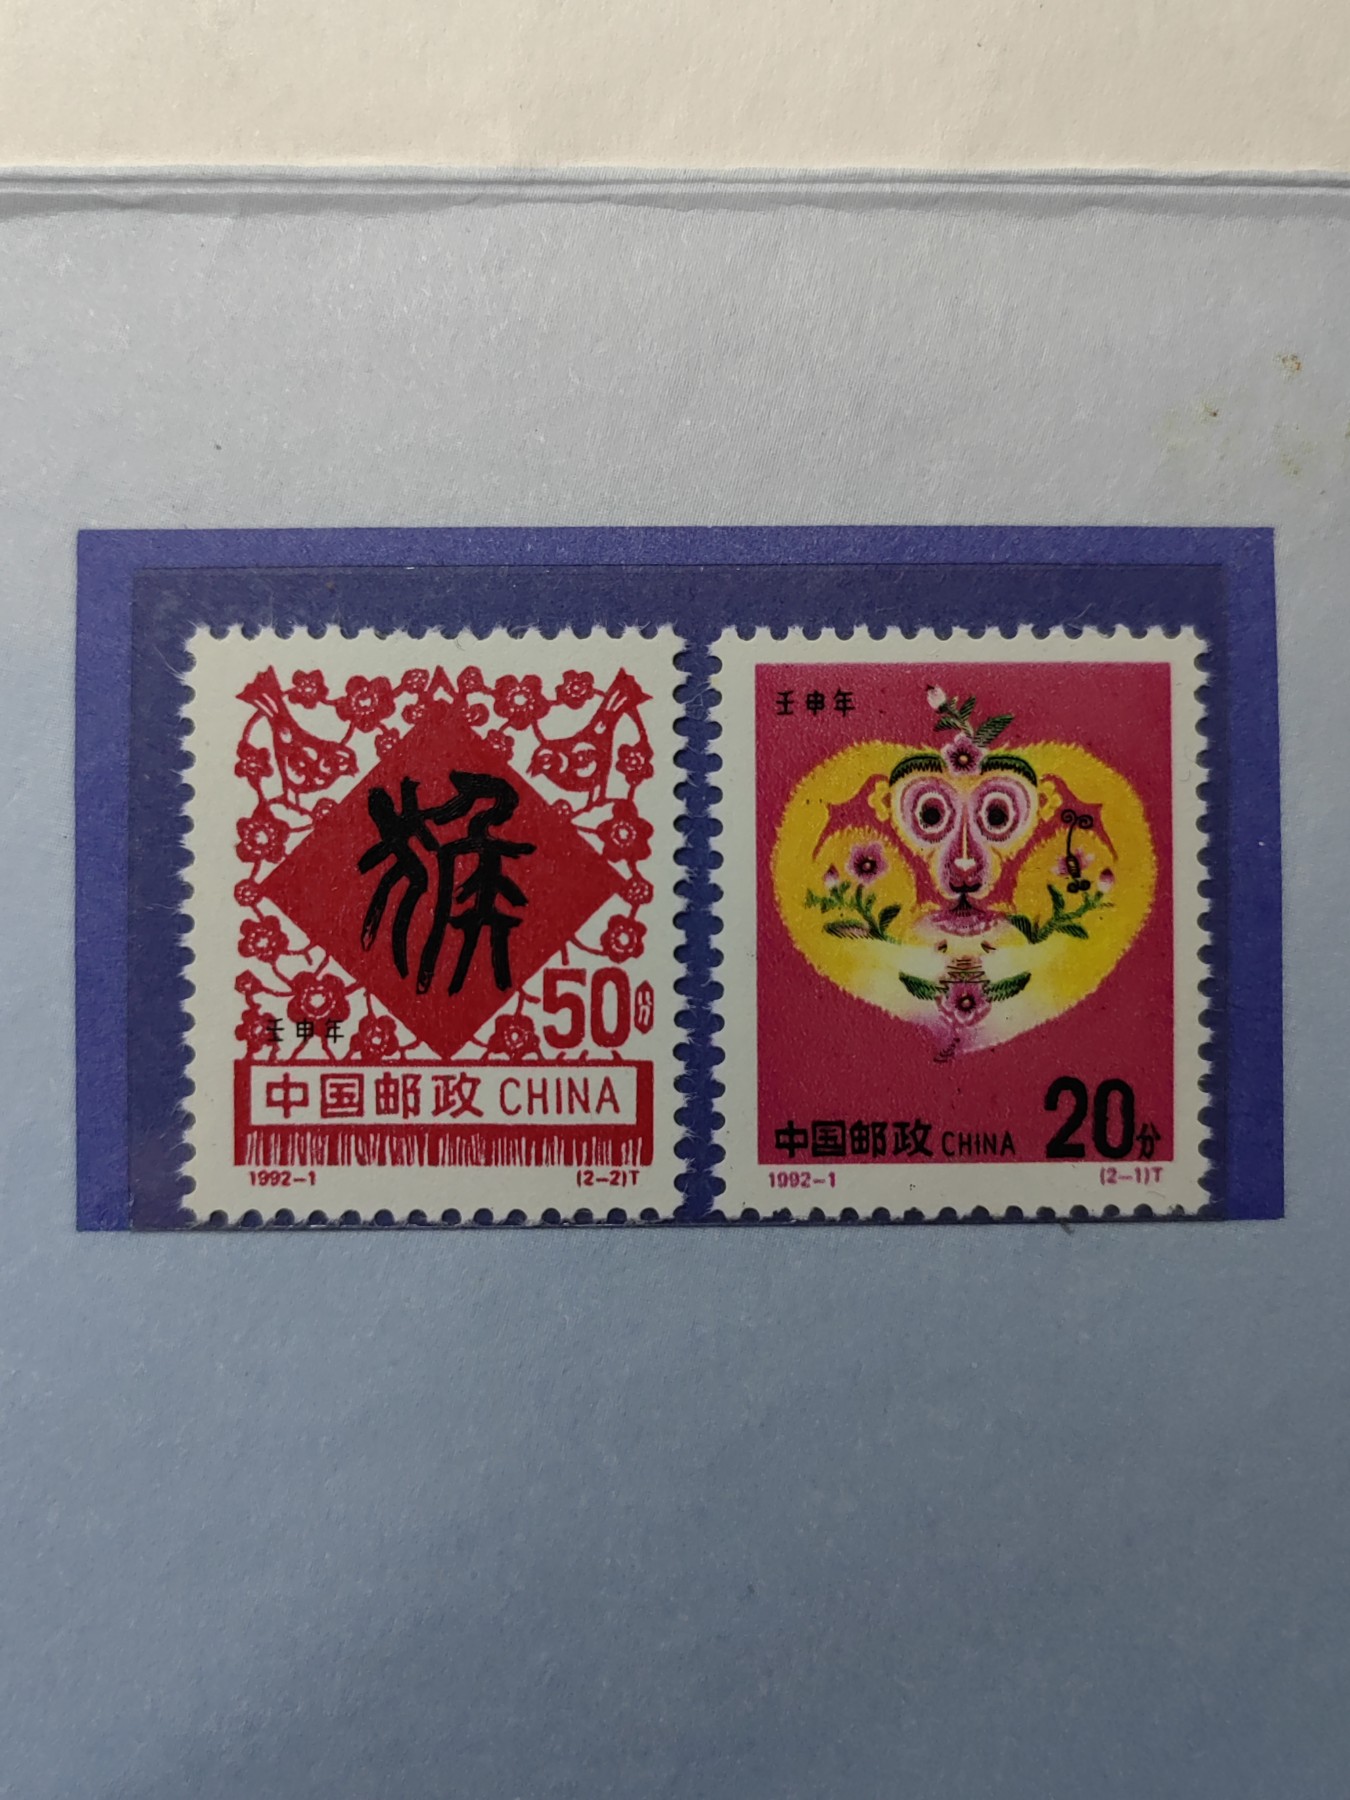 猴
50分
壬申年
中国邮政 CHINA
1992-1 (2-2)T
壬申年
中国邮政 CHINA 20分
1992-1 (2-1)T